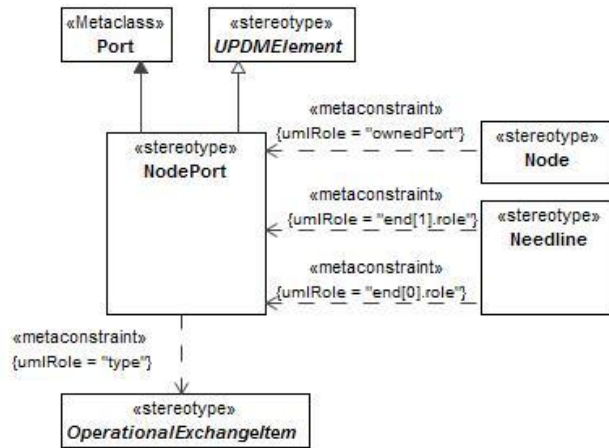 «Metaclass»
Port
«stereotype»
UPDMElement
«stereotype»
NodePort
«metaconstraint»
{umlRole = "ownedPort"}
«stereotype»
Node
«metaconstraint»
{umlRole = "end[1].role"}
«stereotype»
Needline
«metaconstraint»
{umlRole = "end[0].role"}
«metaconstraint»
{umlRole = "type"}
«stereotype»
OperationalExchangeItem